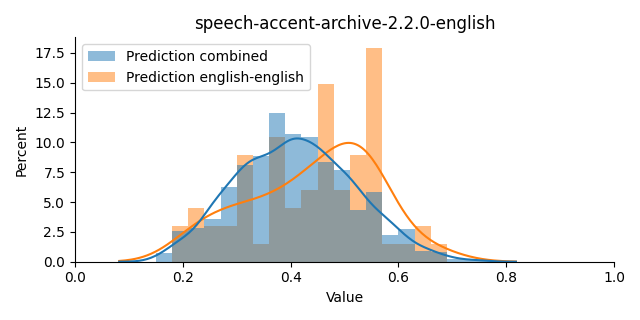 speech-accent-archive-2.2.0-english
Prediction combined
Prediction english-english
Percent
17.5
15.0
12.5
10.0
7.5
5.0
2.5
0.0
0.0 0.2 0.4 0.6 0.8 1.0
Value